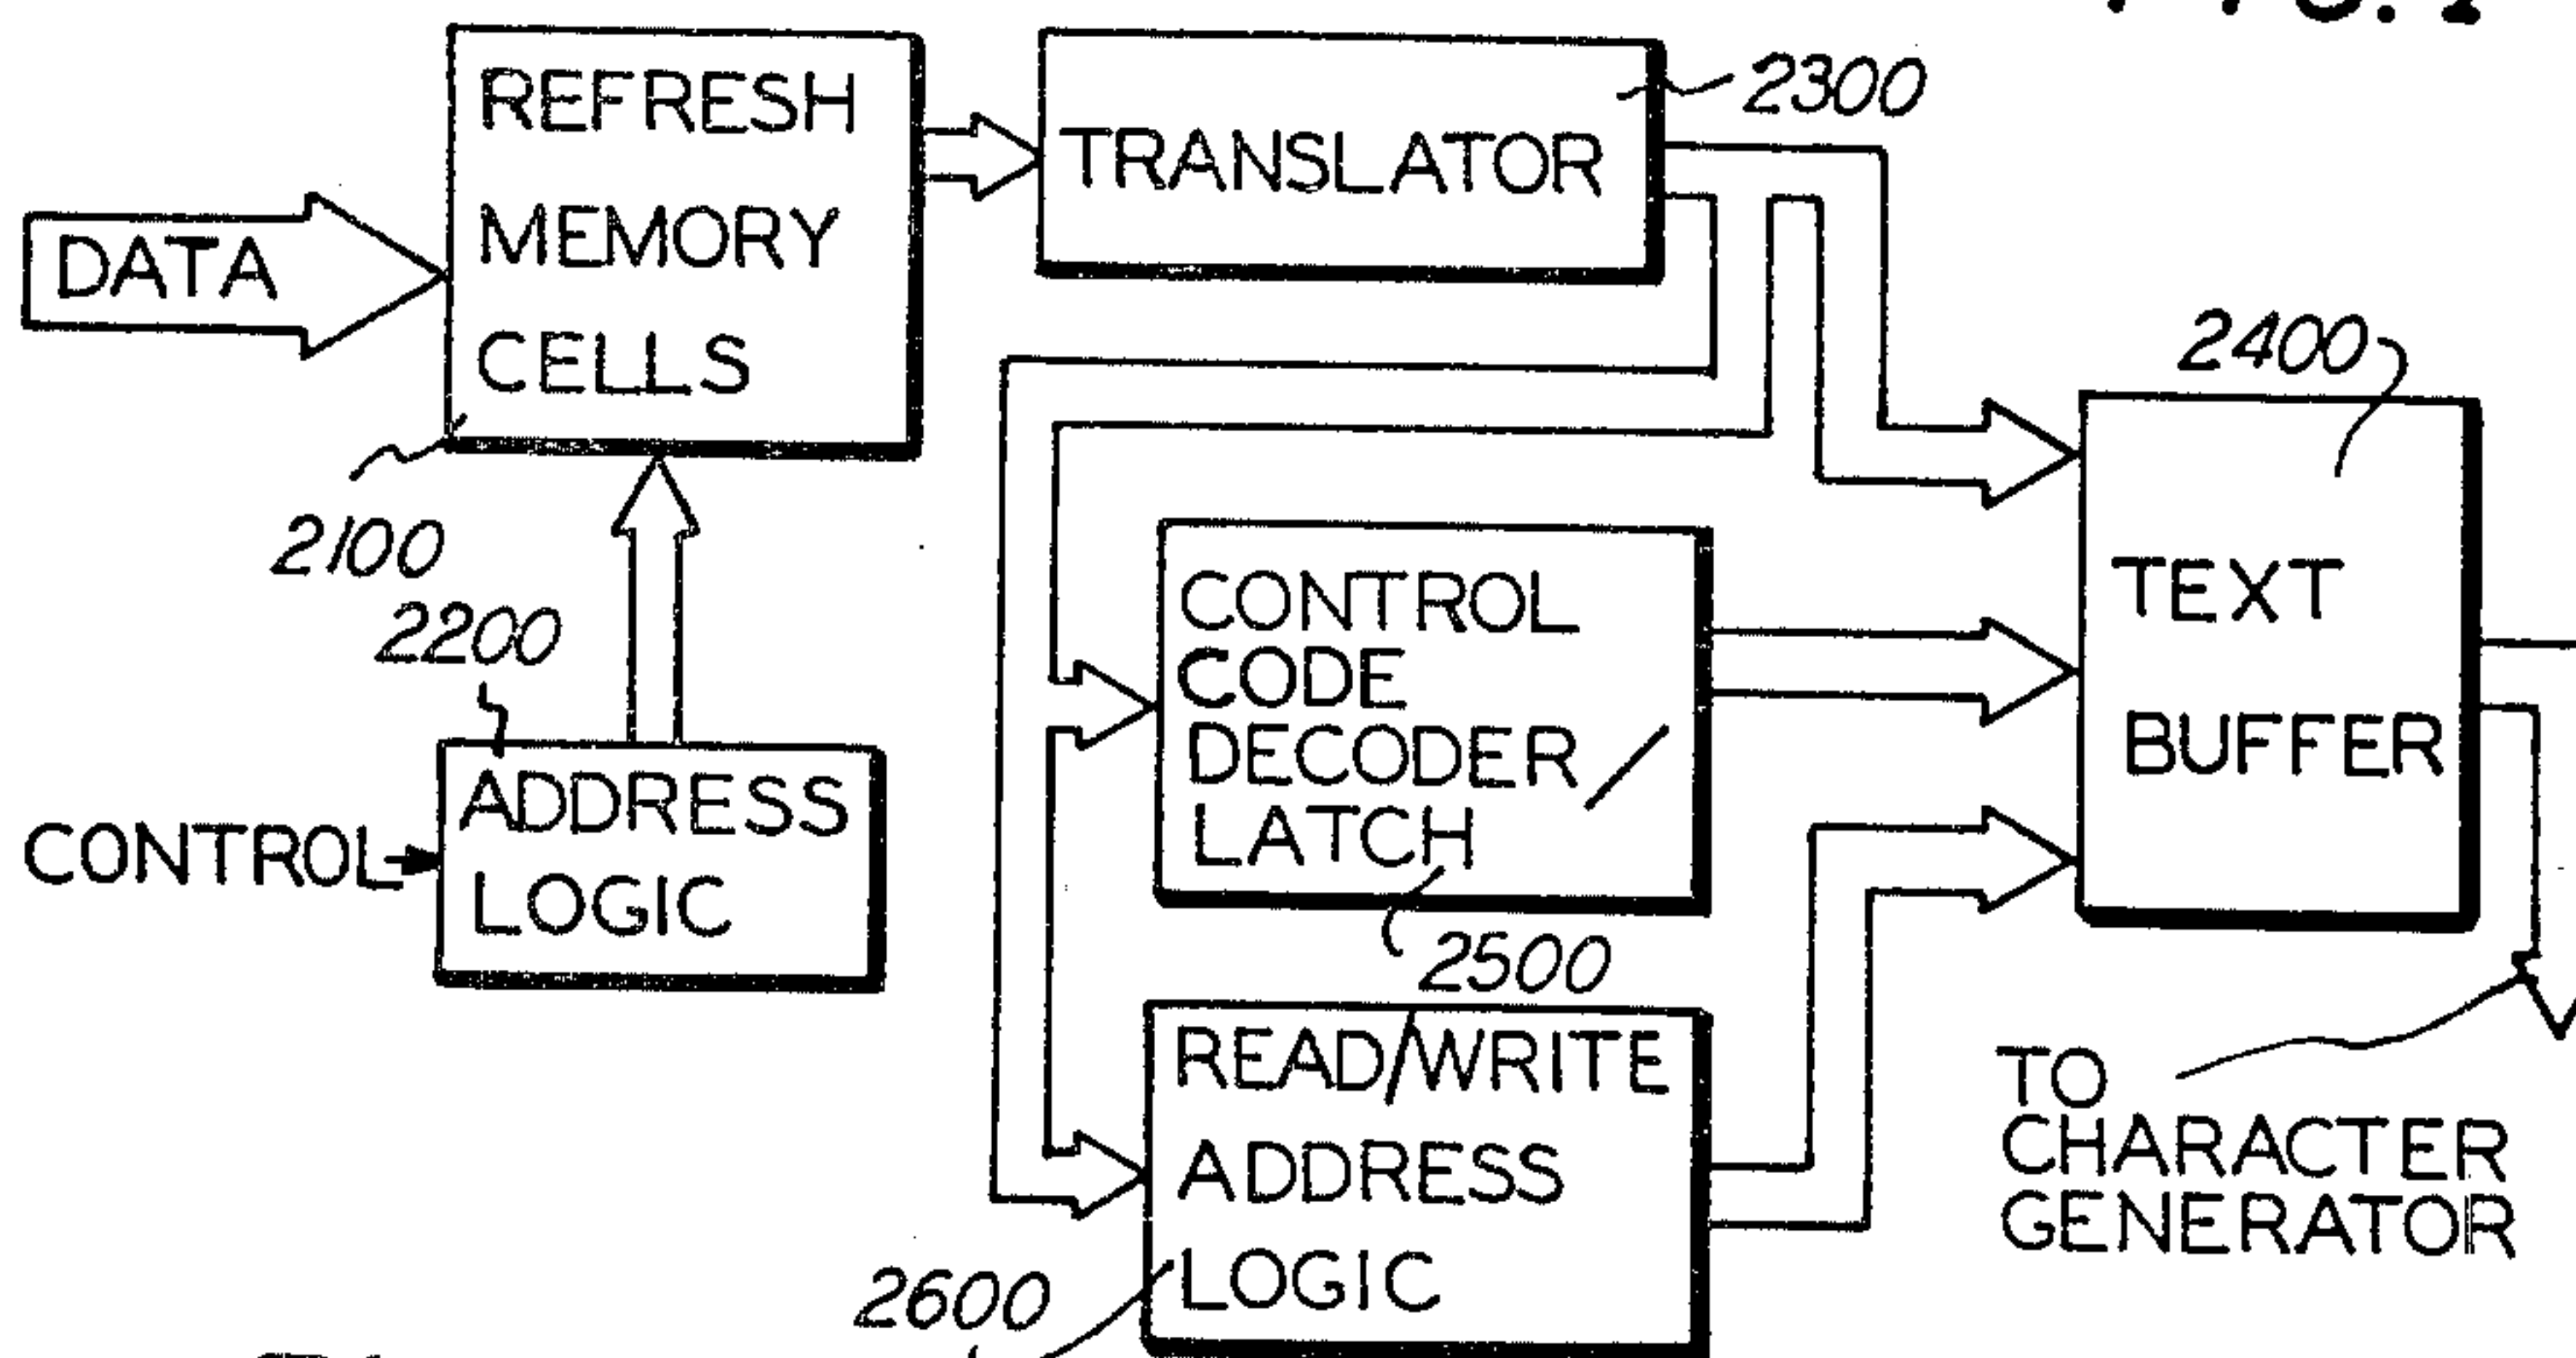 REFRESH
MEMORY
CELLS
TRANSLATOR
2300
DATA
2400
2100
2200
CONTROL
CODE
DECODER/
LATCH
TEXT
BUFFER
CONTROL
ADDRESS
LOGIC
2500
READ/WRITE
ADDRESS
LOGIC
TO
CHARACTER
GENERATOR
2600